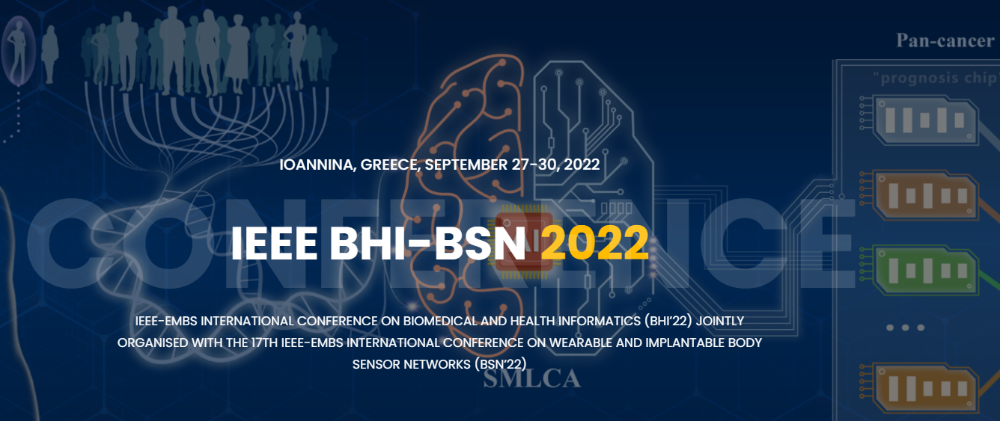 Pan-cancer
"prognosis chip
IOANNINA, GREECE, SEPTEMBER 27-30, 2022
CONFERENCE
IEEE BHI-BSN 2022
AI
IEEE-EMBS INTERNATIONAL CONFERENCE ON BIOMEDICAL AND HEALTH INFORMATICS (BHI'22) JOINTLY
ORGANISED WITH THE 17TH IEEE-EMBS INTERNATIONAL CONFERENCE ON WEARABLE AND IMPLANTABLE BODY
SENSOR NETWORKS (BSN'22)
SMLCA